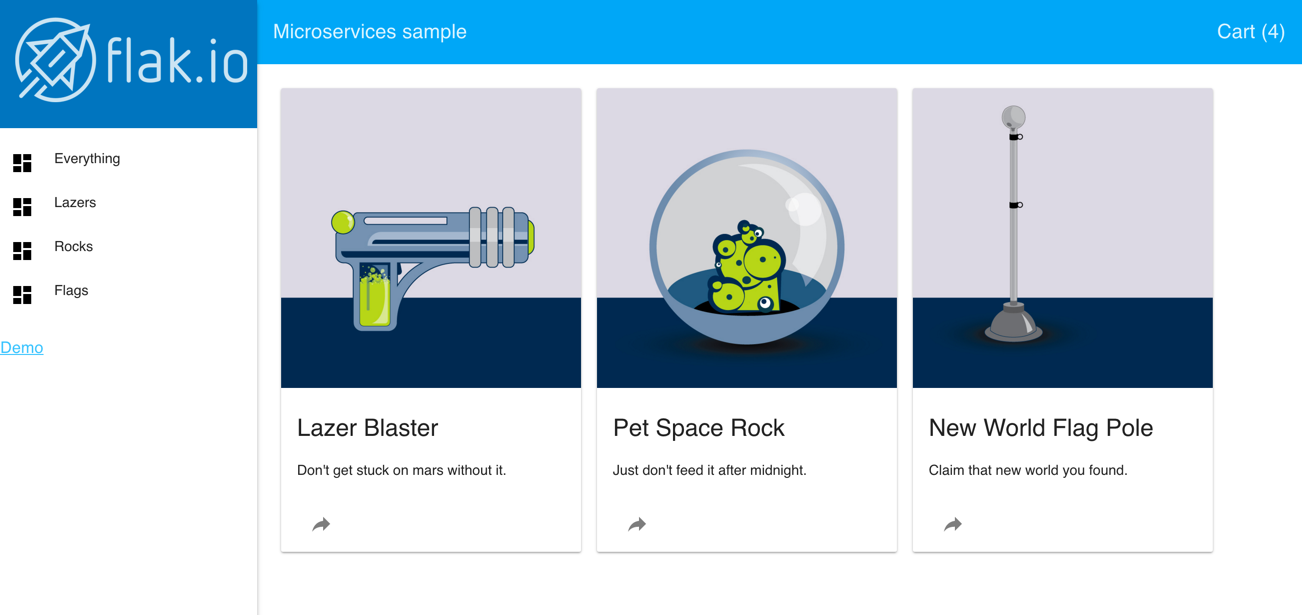 flak.io
Microservices sample
Cart (4)
Everything
Lazers
Rocks
Flags
Demo
Lazer Blaster
Don't get stuck on mars without it.
Pet Space Rock
Just don't feed it after midnight.
New World Flag Pole
Claim that new world you found.